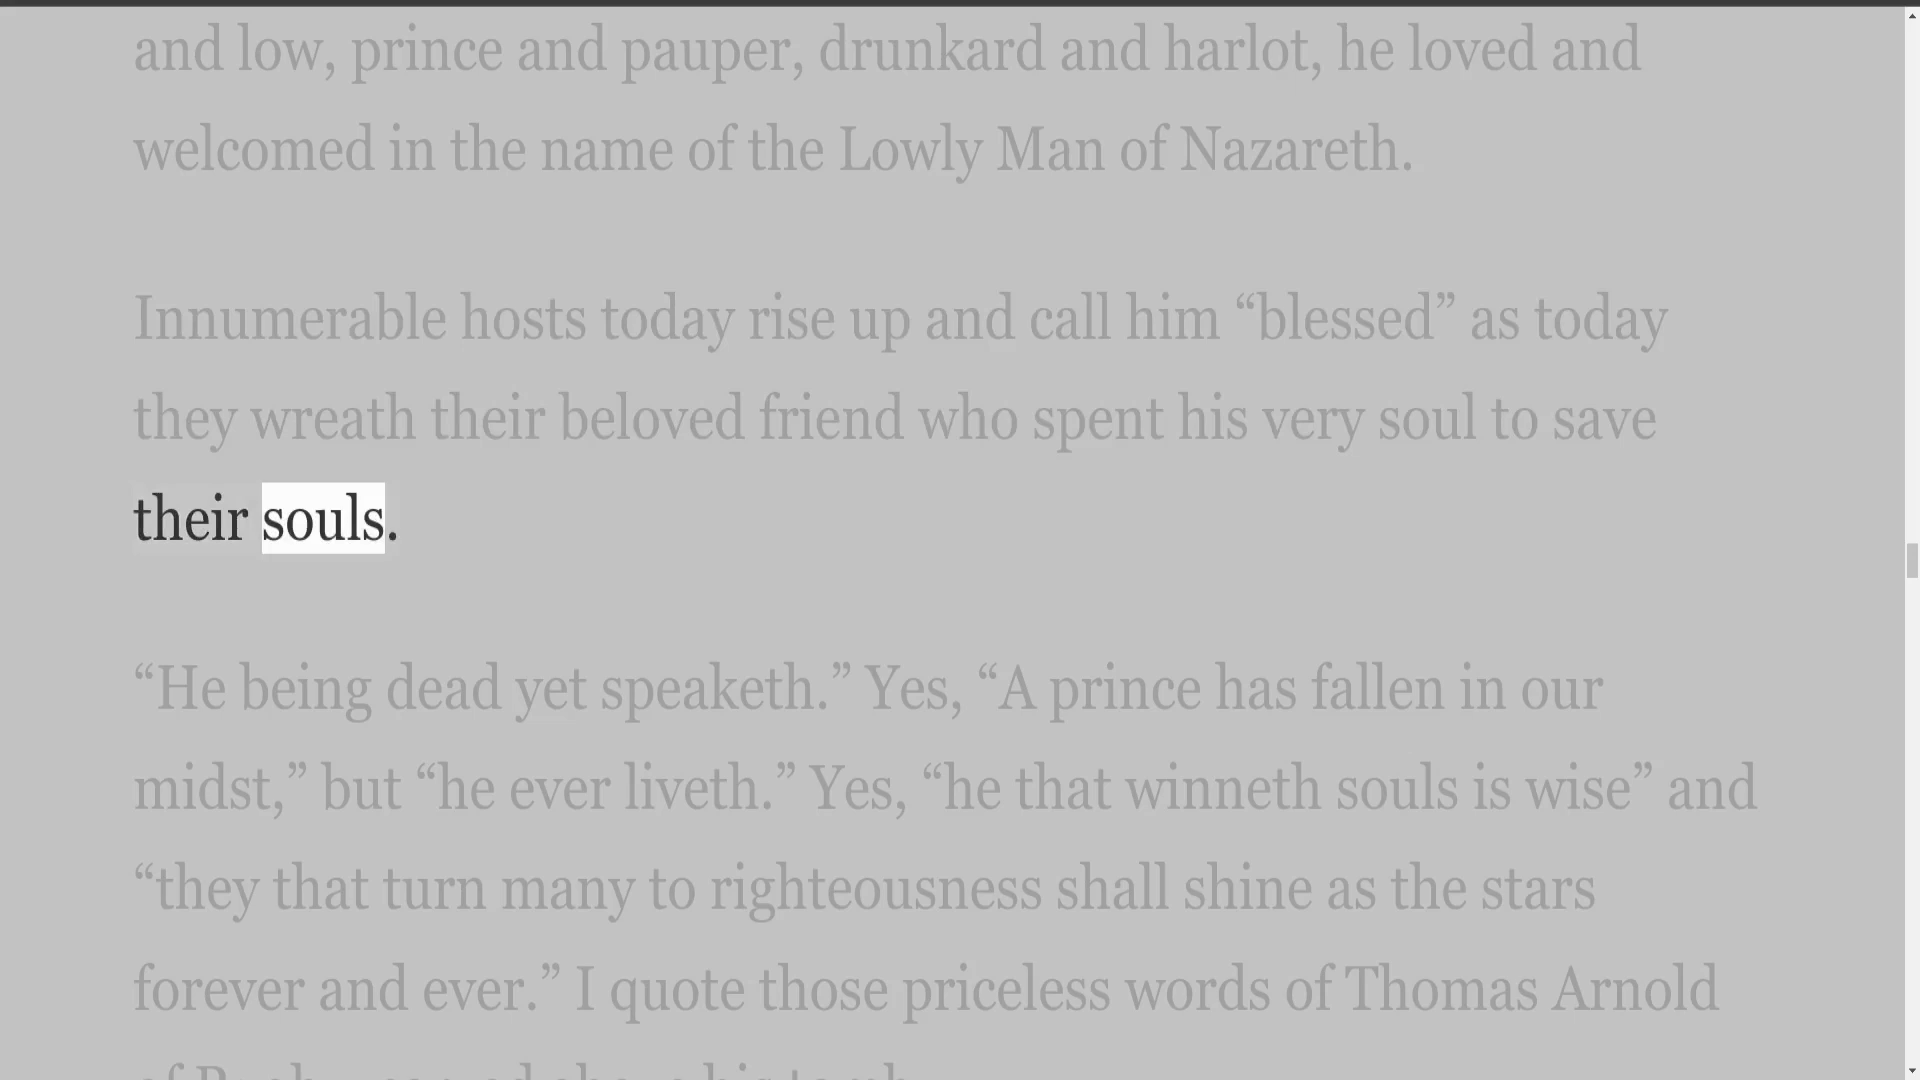 and low, prince and pauper, drunkard and harlot, he loved and
welcomed in the name of the Lowly Man of Nazareth.
Innumerable hosts today rise up and call him “blessed” as today
they wreath their beloved friend who spent his very soul to save
their souls.
“He being dead yet speaketh.” Yes, “A prince has fallen in our
midst,” but “he ever liveth.” Yes, “he that winneth souls is wise” and
“they that turn many to righteousness shall shine as the stars
forever and ever.” I quote those priceless words of Thomas Arnold